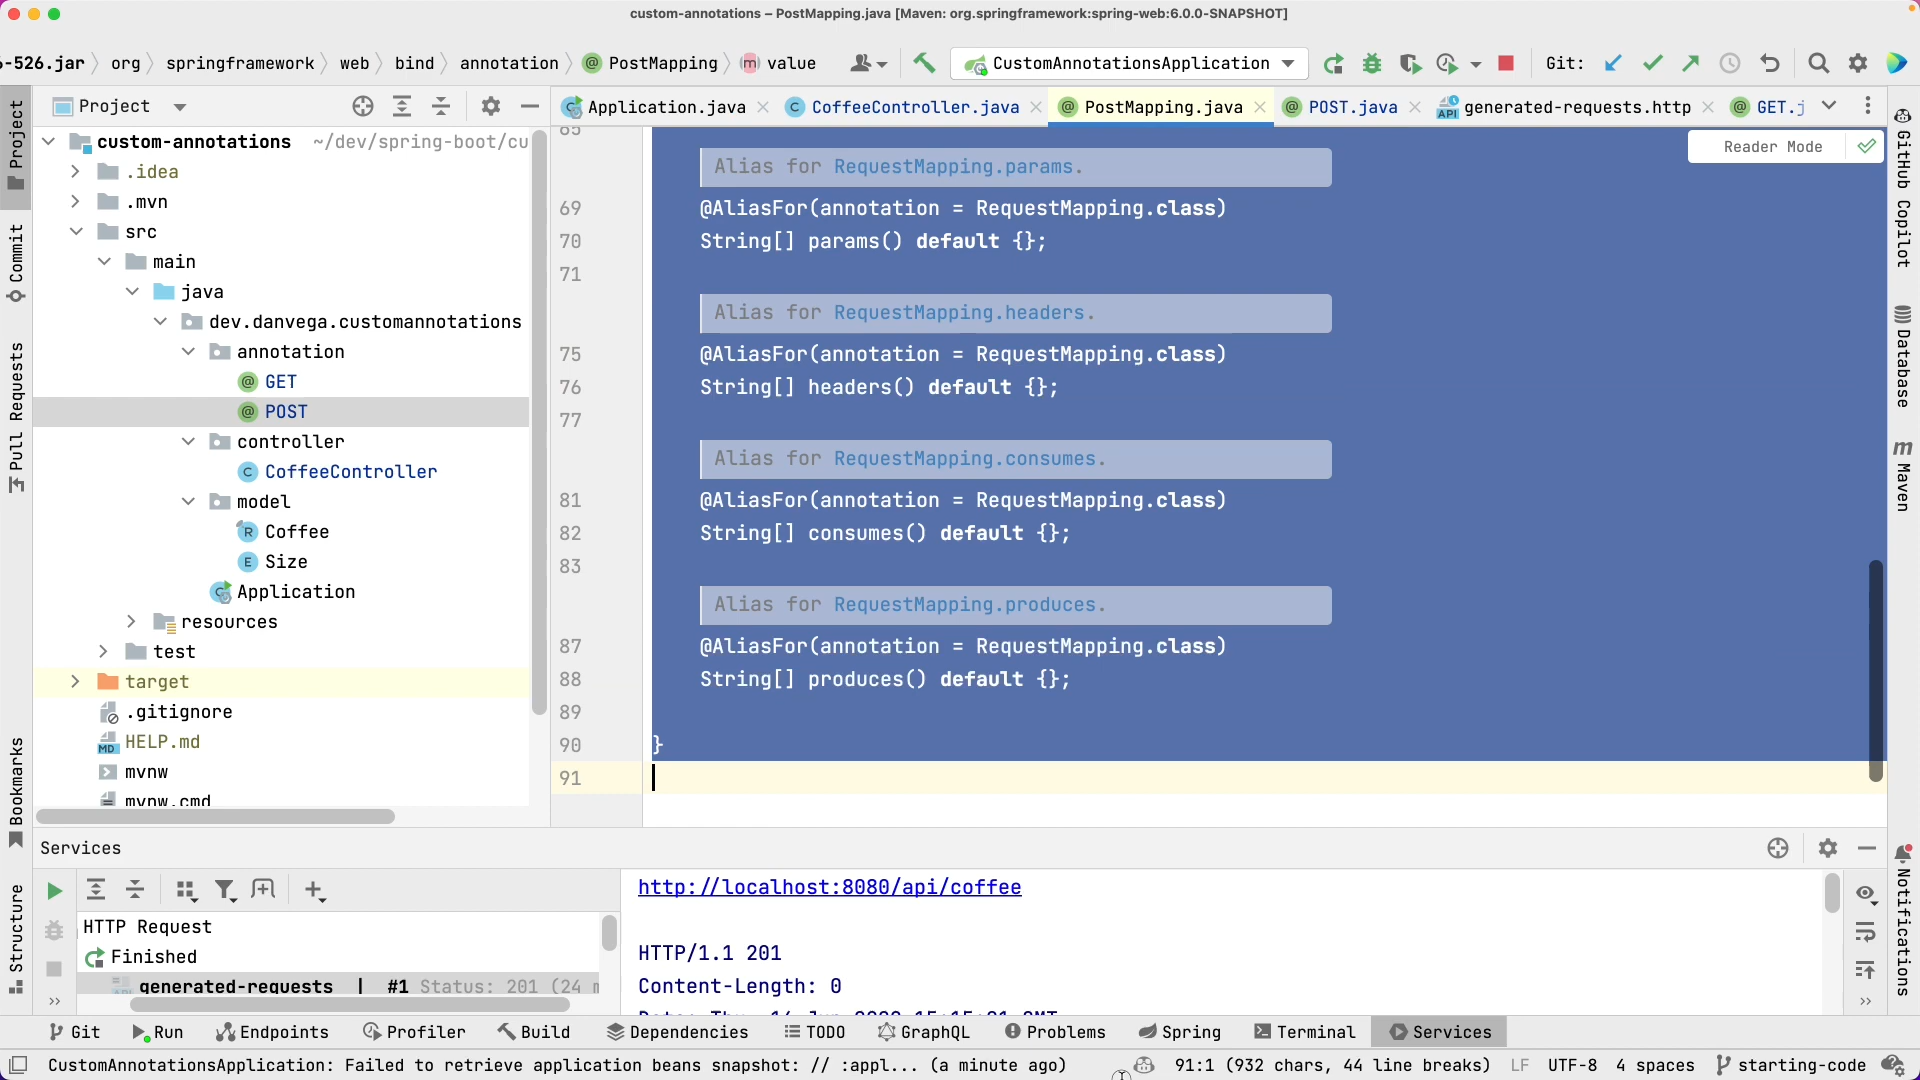 custom-annotations – PostMapping.java [Maven: org.springframework:spring-web:6.0.0-SNAPSHOT]
-526.jar
org
springframework
web
bind
annotation
@ PostMapping
m value
CustomAnnotationsApplication
Git:
Project
Application.java
CoffeeController.java
PostMapping.java
POST.java
generated-requests.http
GET.j
custom-annotations ~/dev/spring-boot/cu
.idea
.mvn
src
main
java
dev.danvega.customannotations
annotation
GET
POST
controller
CoffeeController
model
Coffee
Size
Application
resources
test
target
.gitignore
HELP.md
mvnw
mvnw.cmd
Project
Commit
Pull Requests
Bookmarks
Structure
65
Reader Mode
Alias for RequestMapping.params.
69 @AliasFor(annotation = RequestMapping.class)
70 String[] params() default {};
71
Alias for RequestMapping.headers.
75 @AliasFor(annotation = RequestMapping.class)
76 String[] headers() default {};
77
Alias for RequestMapping.consumes.
81 @AliasFor(annotation = RequestMapping.class)
82 String[] consumes() default {};
83
Alias for RequestMapping.produces.
87 @AliasFor(annotation = RequestMapping.class)
88 String[] produces() default {};
89
90 }
91
GitHub Copilot
Database
m Maven
Notifications
Services
HTTP Request
Finished
generated-requests | #1 Status: 201 (24
http://localhost:8080/api/coffee
HTTP/1.1 201
Content-Length: 0
Git
Run
Endpoints
Profiler
Build
Dependencies
TODO
GraphQL
Problems
Spring
Terminal
Services
CustomAnnotationsApplication: Failed to retrieve application beans snapshot: // :appl... (a minute ago)
91:1 (932 chars, 44 line breaks)
LF
UTF-8
4 spaces
starting-code